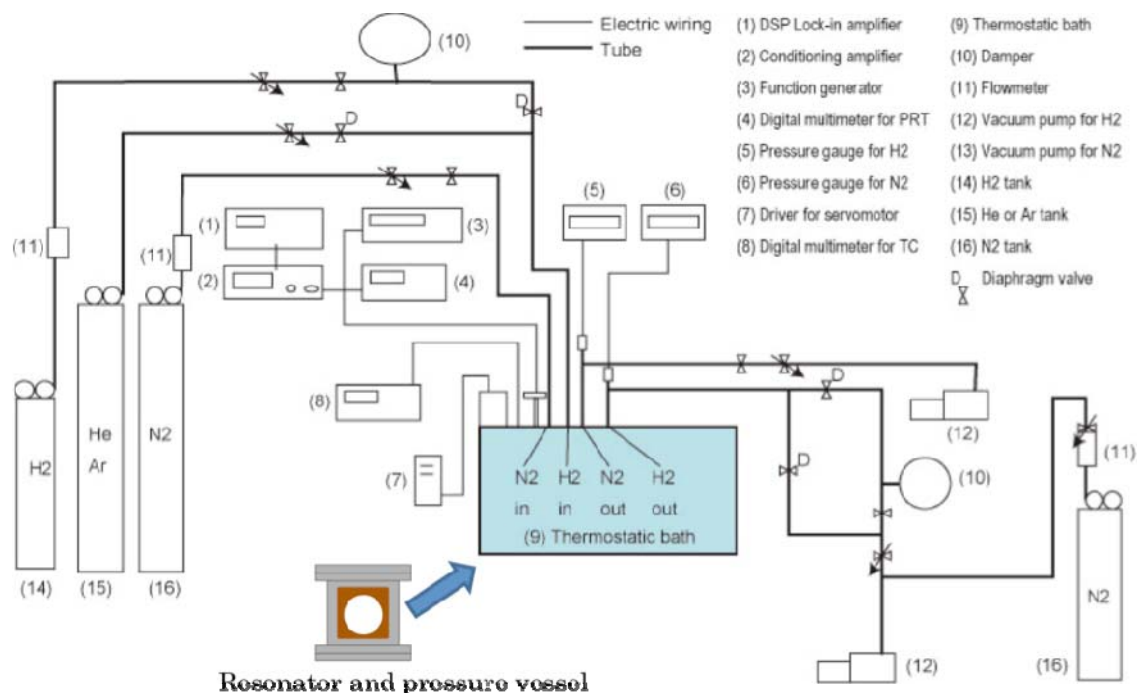 Electric wiring
Tube
(1) DSP Lock-in amplifier
(2) Conditioning amplifier
(3) Function generator
(4) Digital multimeter for PRT
(5) Pressure gauge for H2
(6) Pressure gauge for N2
(7) Driver for servomotor
(8) Digital multimeter for TC
(9) Thermostatic bath
(10) Damper
(11) Flowmeter
(12) Vacuum pump for H2
(13) Vacuum pump for N2
(14) H2 tank
(15) He or Ar tank
(16) N2 tank
D Diaphragm valve
(10)
D
D
(11)
(11)
(1)
(2)
(3)
(4)
(5)
(6)
(8)
(7)
D
D
(12)
(10)
(11)
H2
He
Ar
N2
(14)
(15)
(16)
N2 H2 N2 H2
in in out out
(9) Thermostatic bath
N2
(12)
(16)
Resonator and pressure vessel